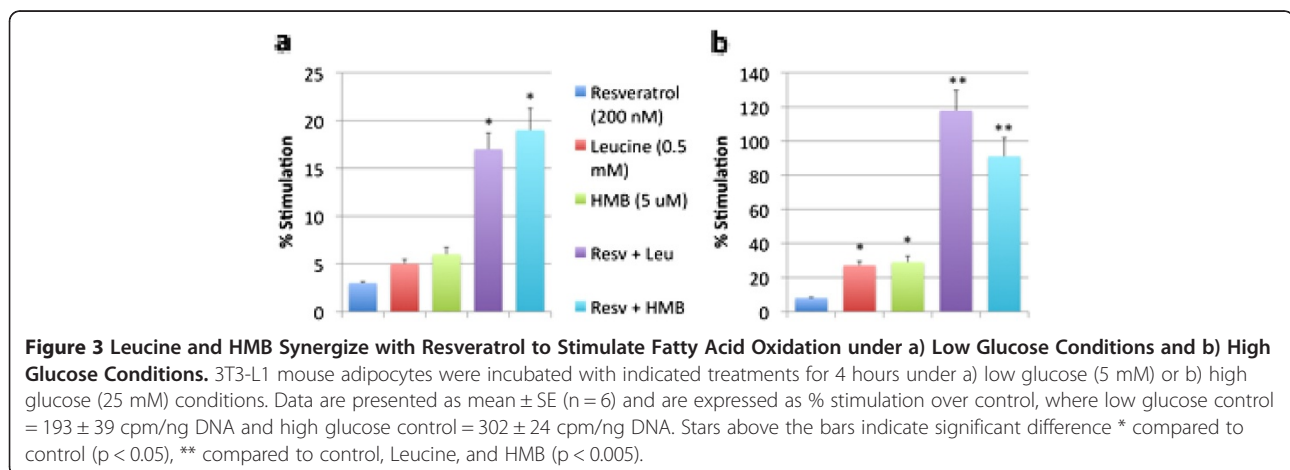 a
b
% Stimulation
25
20
15
10
5
0
*
*
Resveratrol
(200 nM)
Leucine (0.5
mM)
HMB (5 uM)
Resv + Leu
Resv + HMB
% Stimulation
140
120
100
80
60
40
20
0
*
*
**
**
Figure 3 Leucine and HMB Synergize with Resveratrol to Stimulate Fatty Acid Oxidation under a) Low Glucose Conditions and b) High
Glucose Conditions. 3T3-L1 mouse adipocytes were incubated with indicated treatments for 4 hours under a) low glucose (5 mM) or b) high
glucose (25 mM) conditions. Data are presented as mean ± SE (n = 6) and are expressed as % stimulation over control, where low glucose control
= 193 ± 39 cpm/ng DNA and high glucose control = 302 ± 24 cpm/ng DNA. Stars above the bars indicate significant difference * compared to
control (p < 0.05), ** compared to control, Leucine, and HMB (p < 0.005).